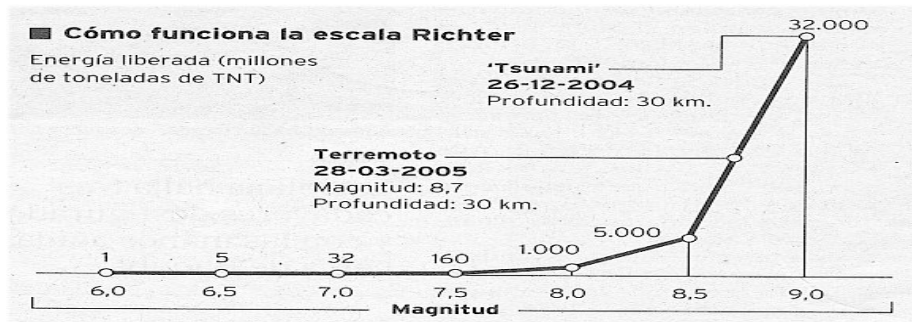 Cómo funciona la escala Richter
Energía liberada (millones
de toneladas de TNT)
32.000
'Tsunami'
26-12-2004
Profundidad: 30 km.
Terremoto
28-03-2005
Magnitud: 8,7
Profundidad: 30 km.
1 5 32 160 1.000 5.000
6,0 6,5 7,0 7,5 8,0 8,5 9,0
Magnitud